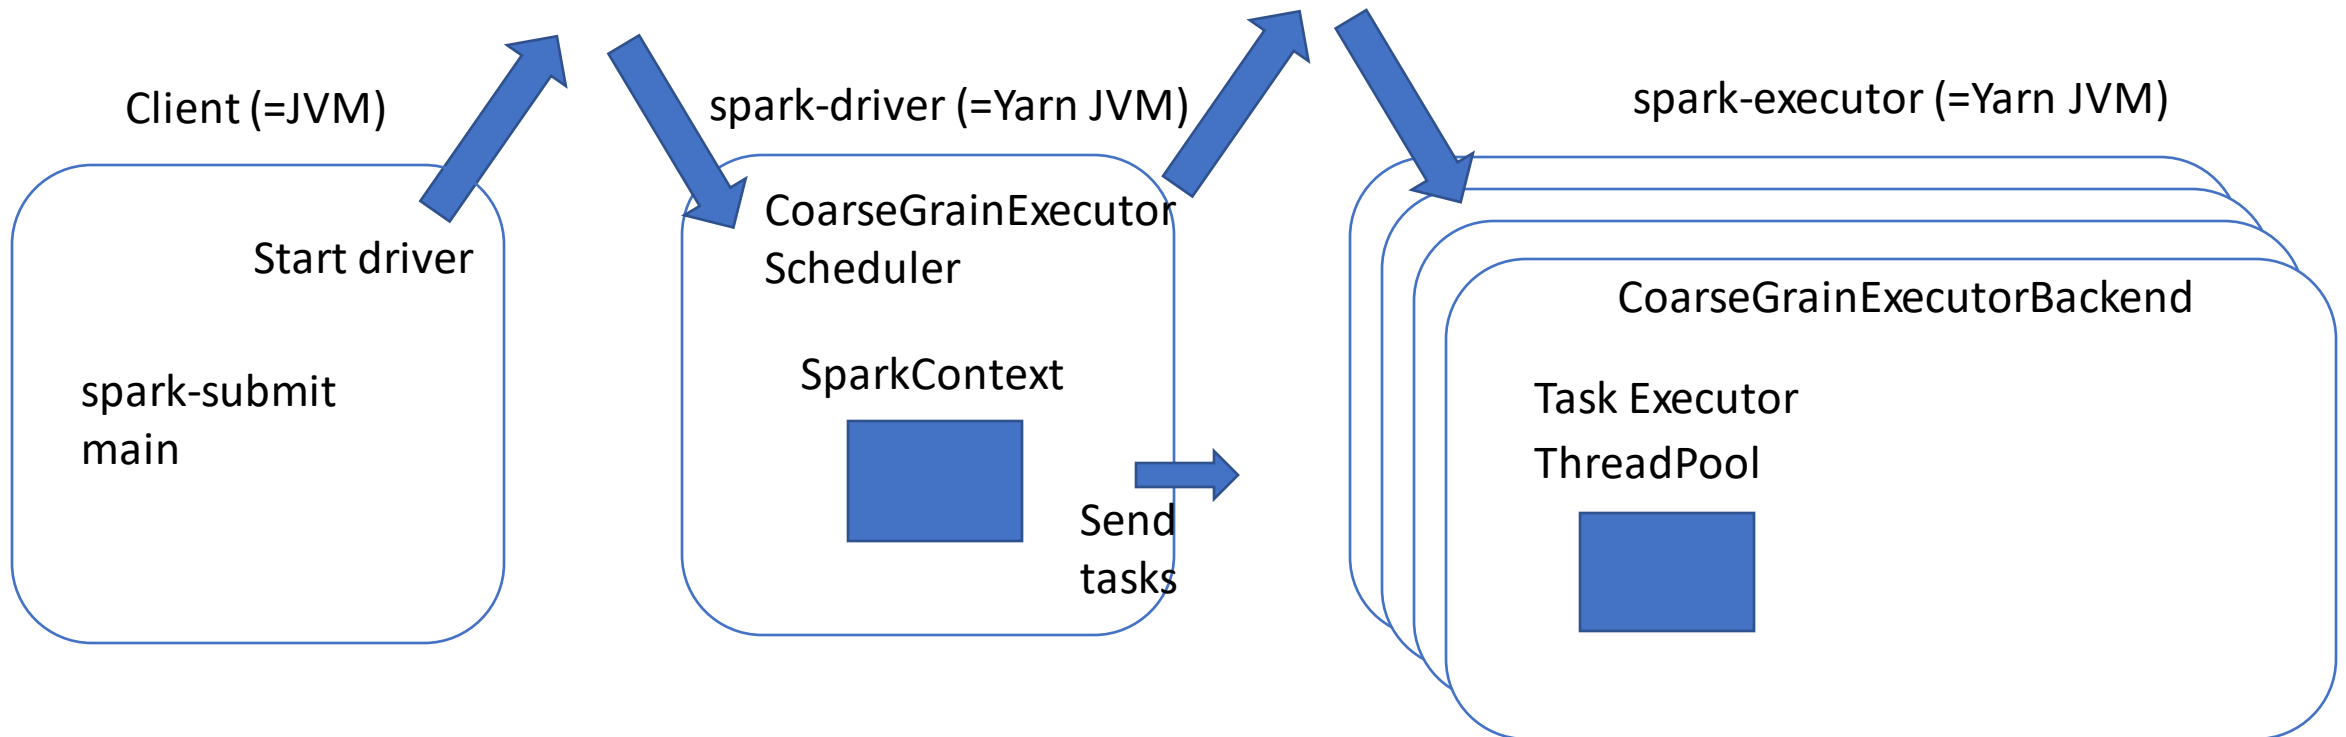 Client (=JVM)
Start driver
spark-submit
main
spark-driver (=Yarn JVM)
CoarseGrainExecutor
Scheduler
SparkContext
Send
tasks
spark-executor (=Yarn JVM)
CoarseGrainExecutorBackend
Task Executor
ThreadPool